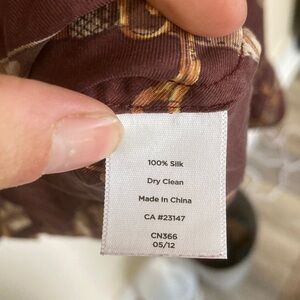 100% Silk
Dry Clean
Made In China
CA #23147
CN366
05/12